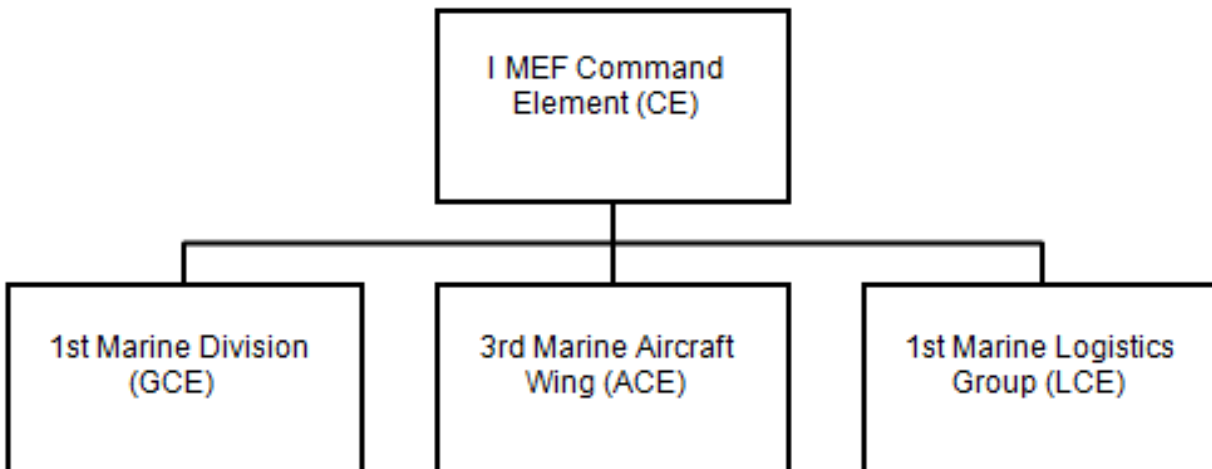 I MEF Command
Element (CE)
1st Marine Division
(GCE)
3rd Marine Aircraft
Wing (ACE)
1st Marine Logistics
Group (LCE)